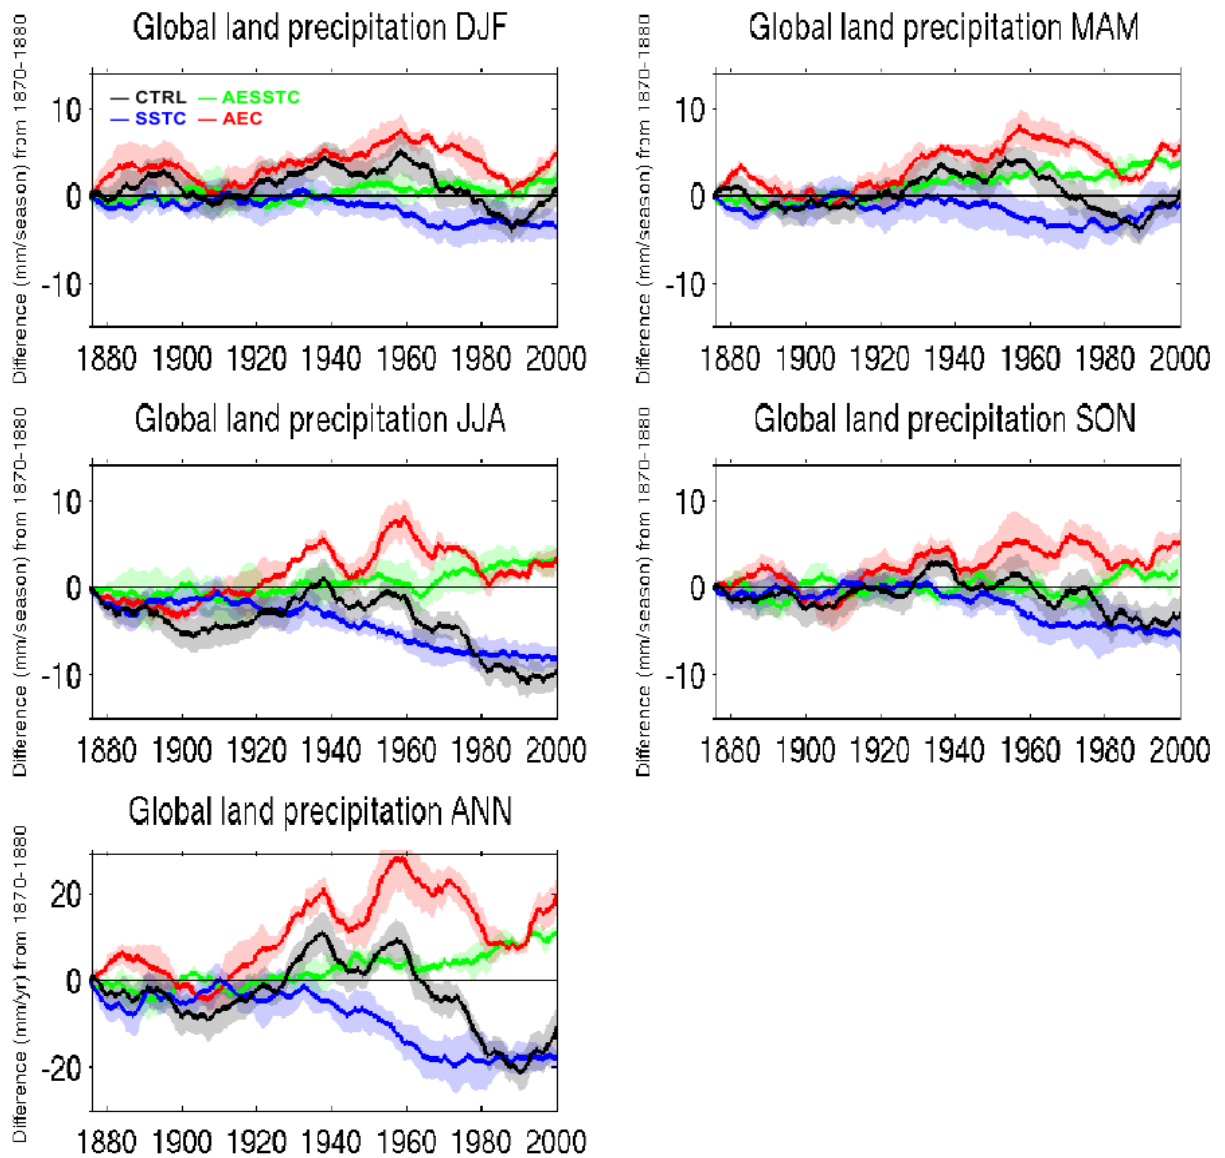 Global land precipitation DJF
Difference (mm/season) from 1870-1880
10
0
-10
CTRL AESSTC
SSTC AEC
1880 1900 1920 1940 1960 1980 2000
Global land precipitation MAM
Difference (mm/season) from 1870-1880
10
0
-10
1880 1900 1920 1940 1960 1980 2000
Global land precipitation JJA
Difference (mm/season) from 1870-1880
10
0
-10
1880 1900 1920 1940 1960 1980 2000
Global land precipitation SON
Difference (mm/season) from 1870-1880
10
0
-10
1880 1900 1920 1940 1960 1980 2000
Global land precipitation ANN
Difference (mm/yr) from 1870-1880
20
0
-20
1880 1900 1920 1940 1960 1980 2000